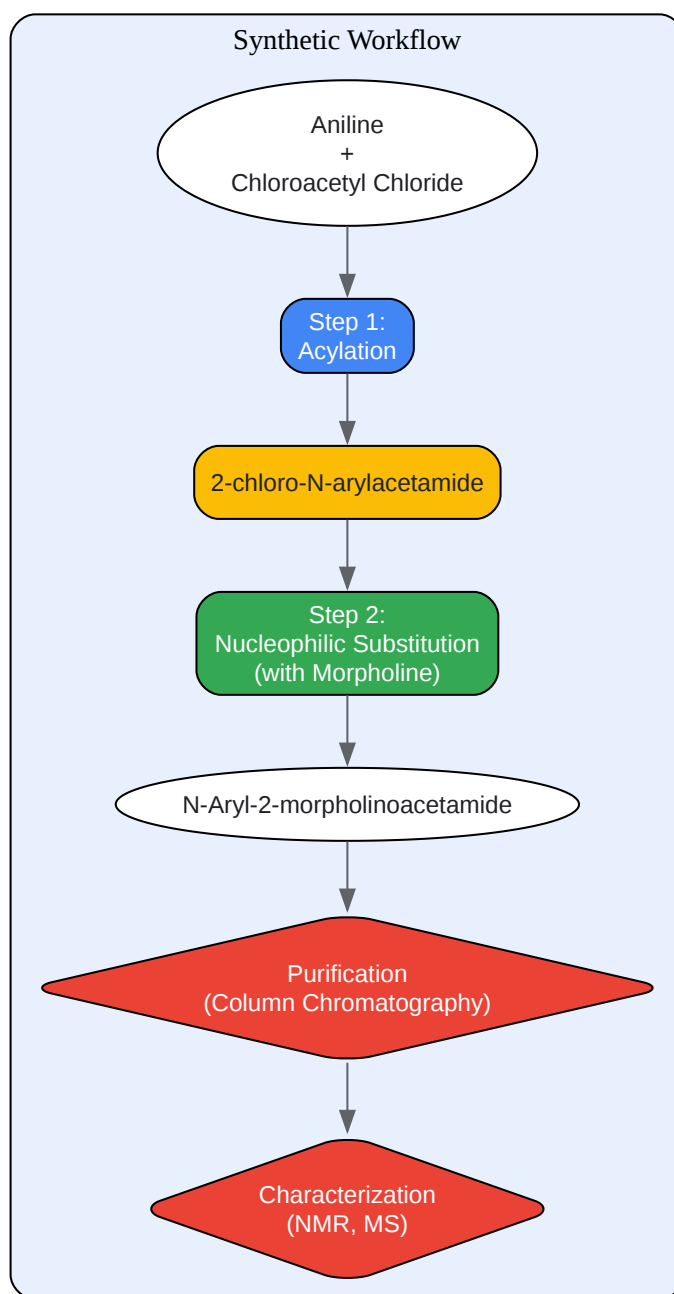 Synthetic Workflow
Aniline
+
Chloroacetyl Chloride
Step 1:
Acylation
2-chloro-N-arylacetamide
Step 2:
Nucleophilic Substitution
(with Morpholine)
N-Aryl-2-morpholinoacetamide
Purification
(Column Chromatography)
Characterization
(NMR, MS)